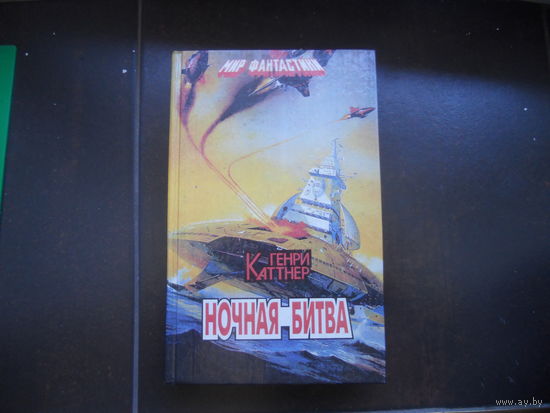 МИР ФАНТАСТИКИ
ГЕНРИ
КАТТНЕР
НОЧНАЯ БИТВА
www.ay.by